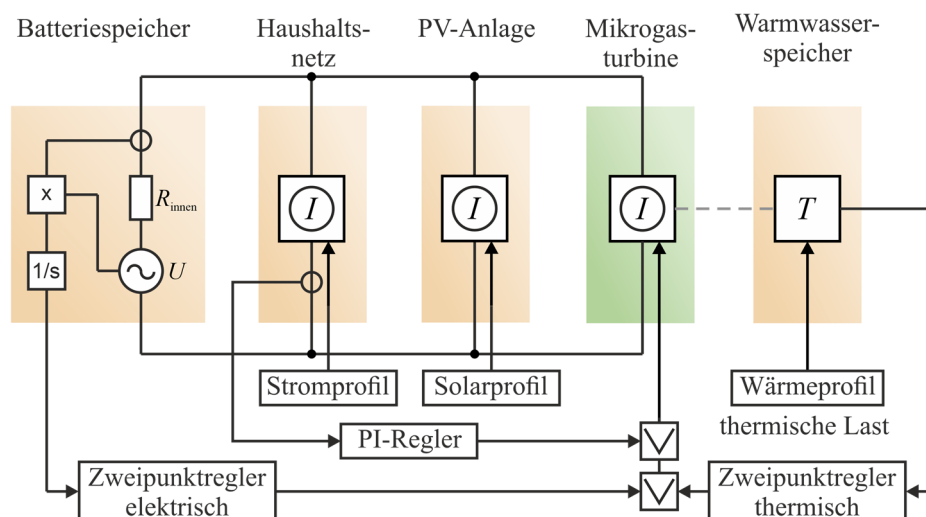 Batteriespeicher
Haushalts-
netz
PV-Anlage
Mikrogas-
turbine
Warmwasser-
speicher
x
R innen
I
I
I
T
1/s
U
Stromprofil
Solarprofil
Wärmeprofil
thermische Last
PI-Regler
Zweipunktregler
elektrisch
Zweipunktregler
thermisch